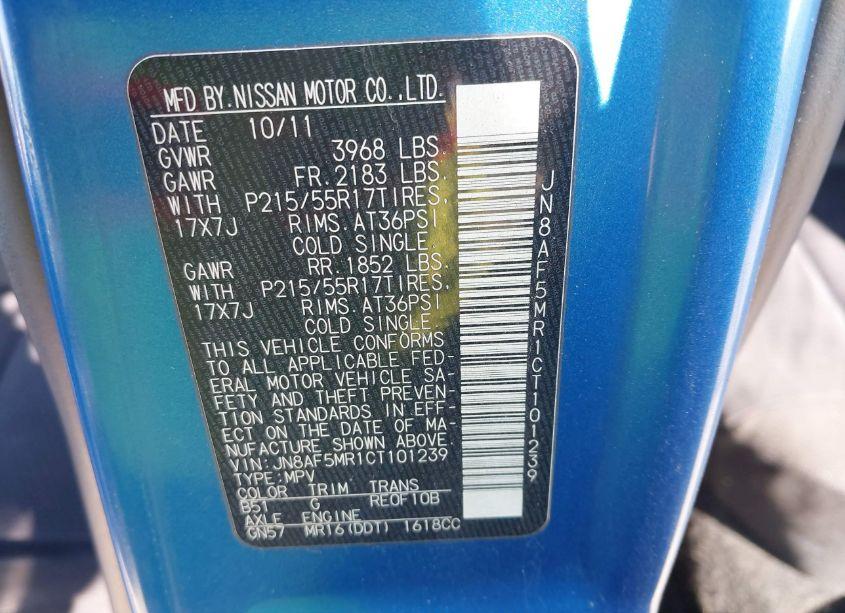 MFD BY.NISSAN MOTOR CO.,LTD.
DATE 10/11
GVWR 3968 LBS.
GAWR FR.2183 LBS.
WITH P215/55R17TIRES,
17X7J RIMS.AT36PSI
COLD SINGLE.
GAWR RR.1852 LBS.
WITH P215/55R17TIRES,
17X7J RIMS.AT36PSI
COLD SINGLE.
THIS VEHICLE CONFORMS
TO ALL APPLICABLE FED-
ERAL MOTOR VEHICLE SA-
FETY AND THEFT PREVEN-
TION STANDARDS IN EFF-
ECT ON THE DATE OF MA-
NUFACTURE SHOWN ABOVE.
VIN: JN8AF5MR1CT101239
TYPE:MPV
COLOR TRIM TRANS
B51 G RE0F10B
AXLE ENGINE
GN57 MR16(DDT) 1618CC
JN8AF5MR1CT101239